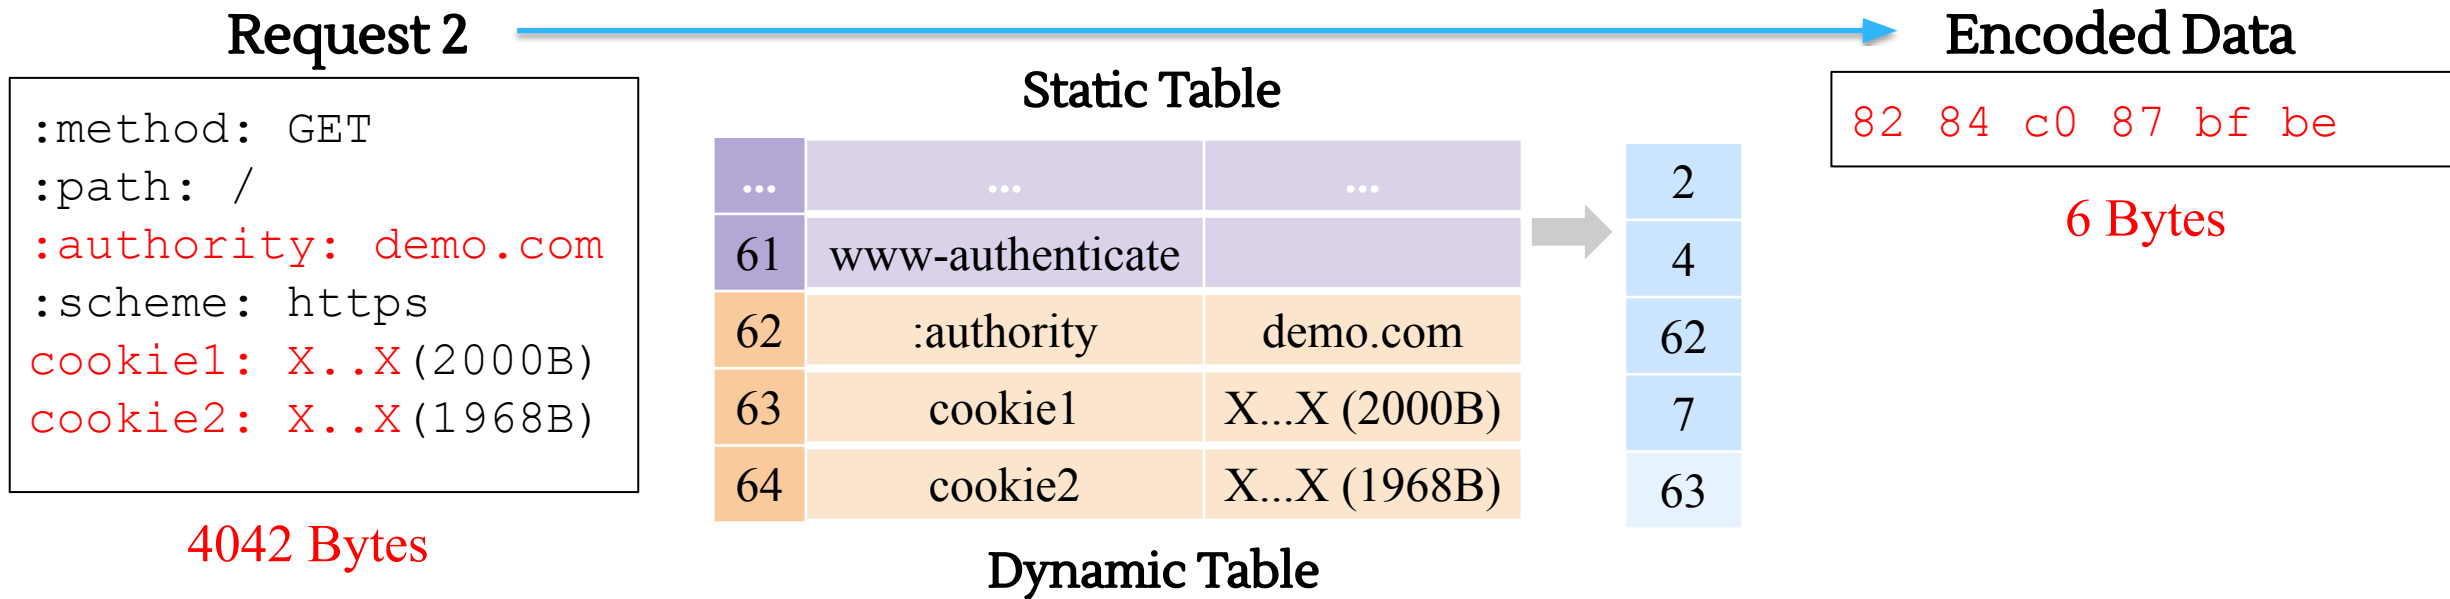 Request 2
:method: GET
:path: /
:authority: demo.com
:scheme: https
cookie1: X..X(2000B)
cookie2: X..X(1968B)
4042 Bytes
Static Table
... ... ...
61 www-authenticate
62 :authority demo.com
63 cookie1 X...X (2000B)
64 cookie2 X...X (1968B)
Dynamic Table
2
4
62
7
63
Encoded Data
82 84 c0 87 bf be
6 Bytes